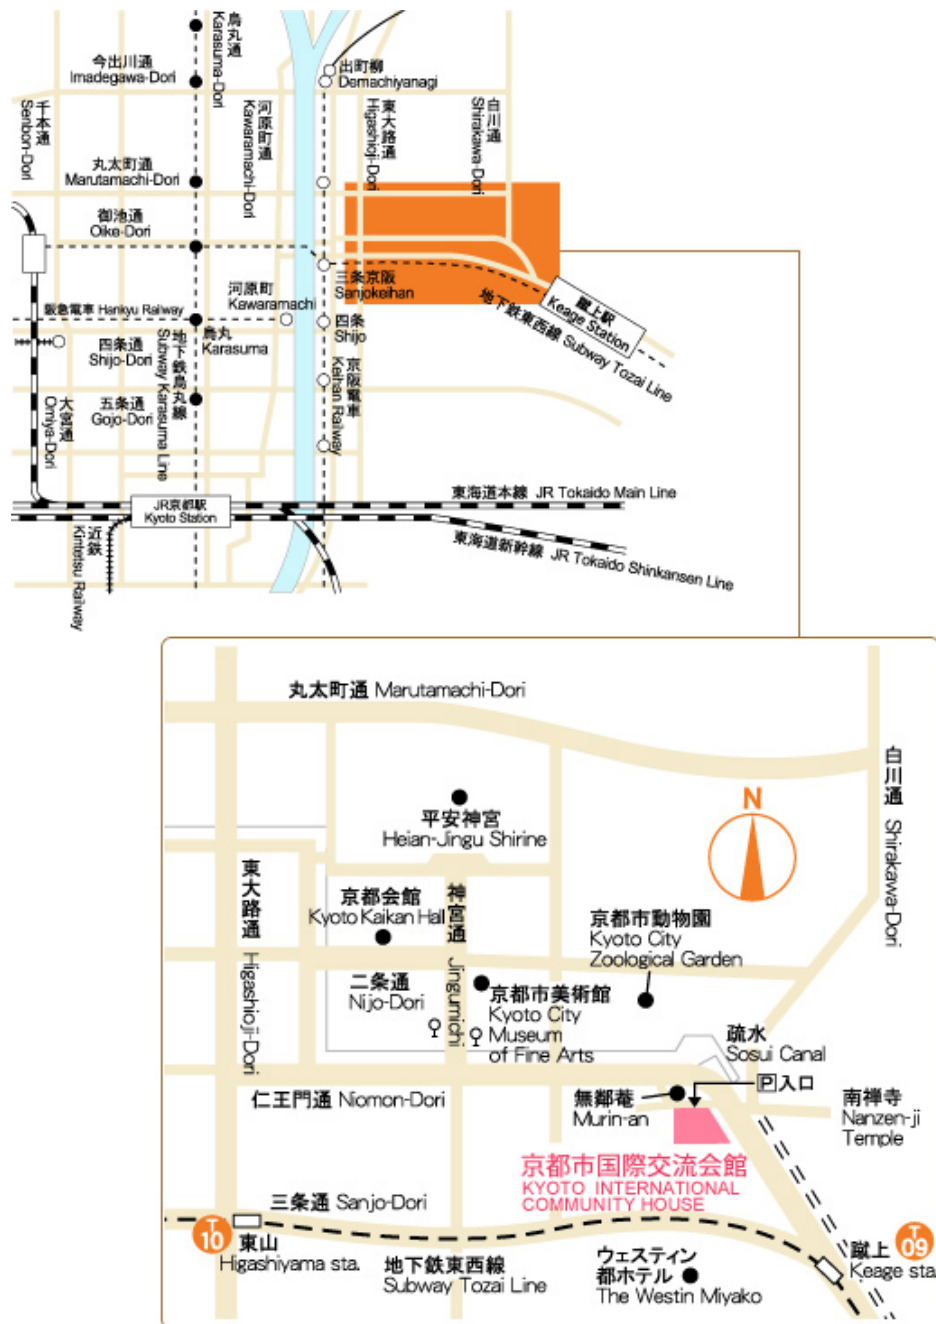 烏丸通
Karasuma-Dori
今出川通
Imadegawa-Dori
出町柳
Demachiyanagi
千本通
Senbon-Dori
河原町通
Kawaramachi-Dori
東大路通
Higashioji-Dori
白川通
Shirakawa-Dori
丸太町通
Marutamachi-Dori
御池通
Oike-Dori
河原町
Kawaramachi
三条京阪
Sanjokeihan
蹴上駅
Keage Station
地下鉄東西線 Subway Tozai Line
阪急電車 Hankyu Railway
四条通
Shijo-Dori
烏丸
Karasuma
四条
Shijo
地下鉄烏丸線
Subway Karasuma Line
京阪電車
Keihan Railway
大宮通
Omiya-Dori
五条通
Gojo-Dori
JR京都駅
Kyoto Station
東海道本線 JR Tokaido Main Line
東海道新幹線 JR Tokaido Shinkansen Line
近鉄
Kintetsu Railway
丸太町通 Marutamachi-Dori
白川通 Shirakawa-Dori
N
平安神宮
Heian-Jingu Shirine
東大路通 Higashioji-Dori
京都会館
Kyoto Kaikan Hall
神宮通 Jingumichi
京都市動物園
Kyoto City
Zoological Garden
二条通
Nijo-Dori
京都市美術館
Kyoto City
Museum
of Fine Arts
疏水
Sosui Canal
P入口
仁王門通 Niomon-Dori
無鄰菴
Murin-an
南禅寺
Nanzen-ji
Temple
京都市国際交流会館
KYOTO INTERNATIONAL
COMMUNITY HOUSE
三条通 Sanjo-Dori
T
10
東山
Higashiyama sta.
地下鉄東西線
Subway Tozai Line
ウェスティン
都ホテル
The Westin Miyako
T
09
蹴上
Keage sta.